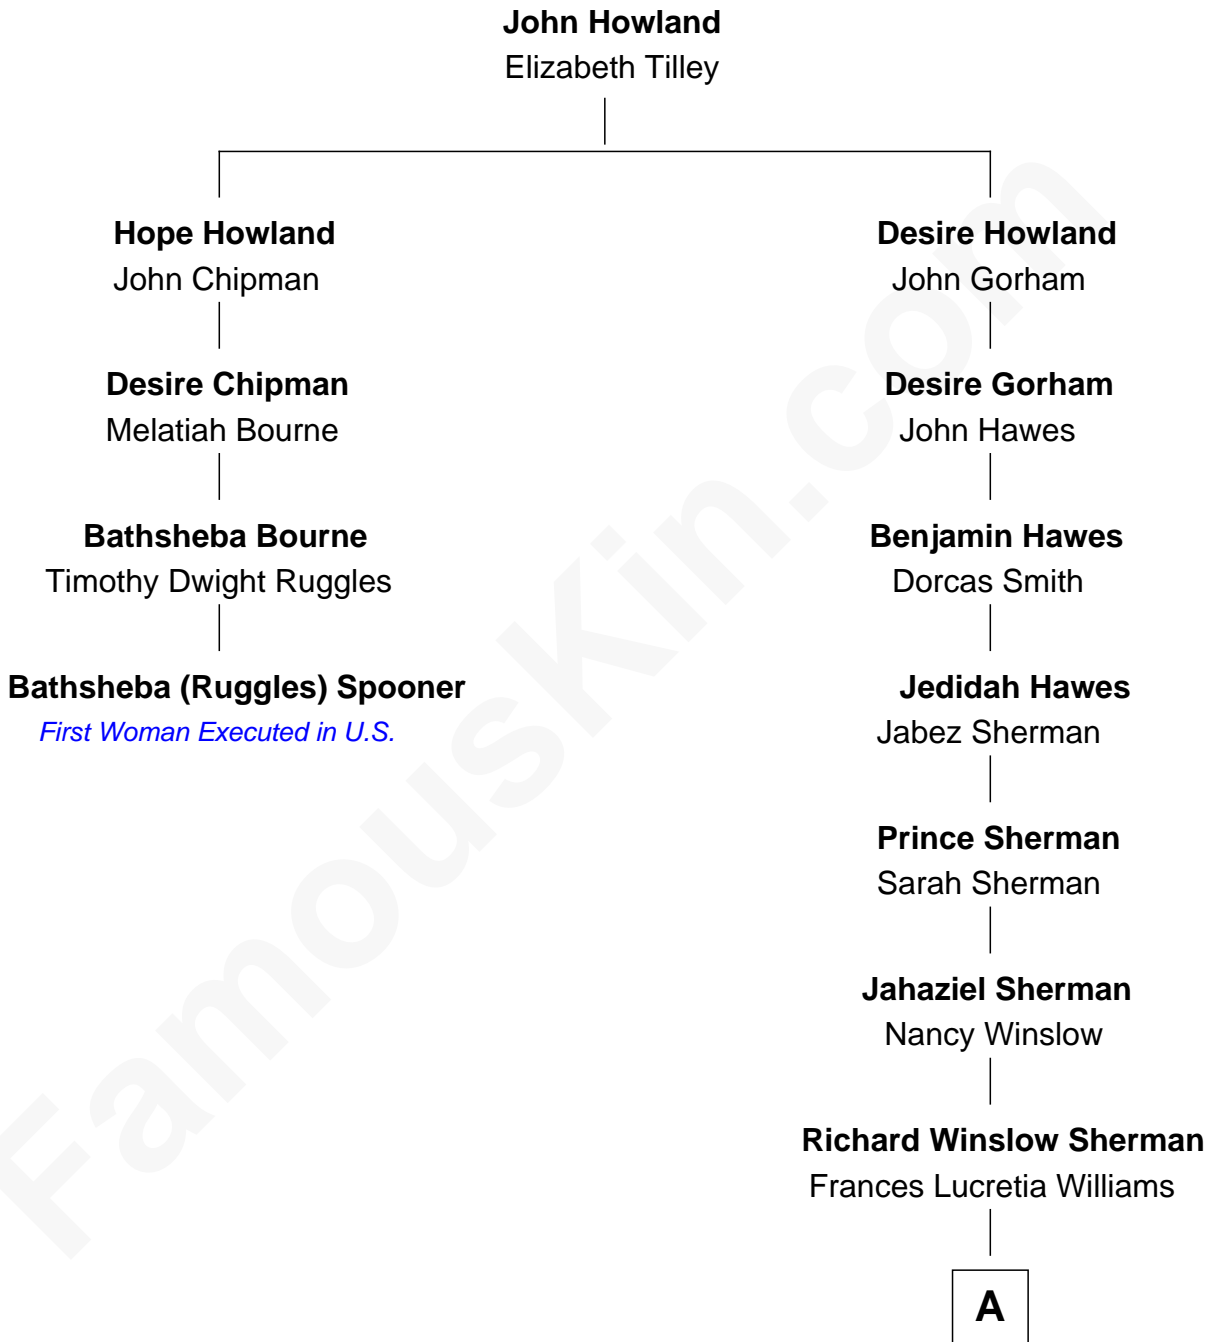 John Howland
Elizabeth Tilley
Hope Howland
John Chipman
Desire Howland
John Gorham
Desire Chipman
Melatiah Bourne
Desire Gorham
John Hawes
Bathsheba Bourne
Timothy Dwight Ruggles
Benjamin Hawes
Dorcas Smith
Bathsheba (Ruggles) Spooner
First Woman Executed in U.S.
Jedidah Hawes
Jabez Sherman
Prince Sherman
Sarah Sherman
Jahaziel Sherman
Nancy Winslow
Richard Winslow Sherman
Frances Lucretia Williams
A
FamousKin.com